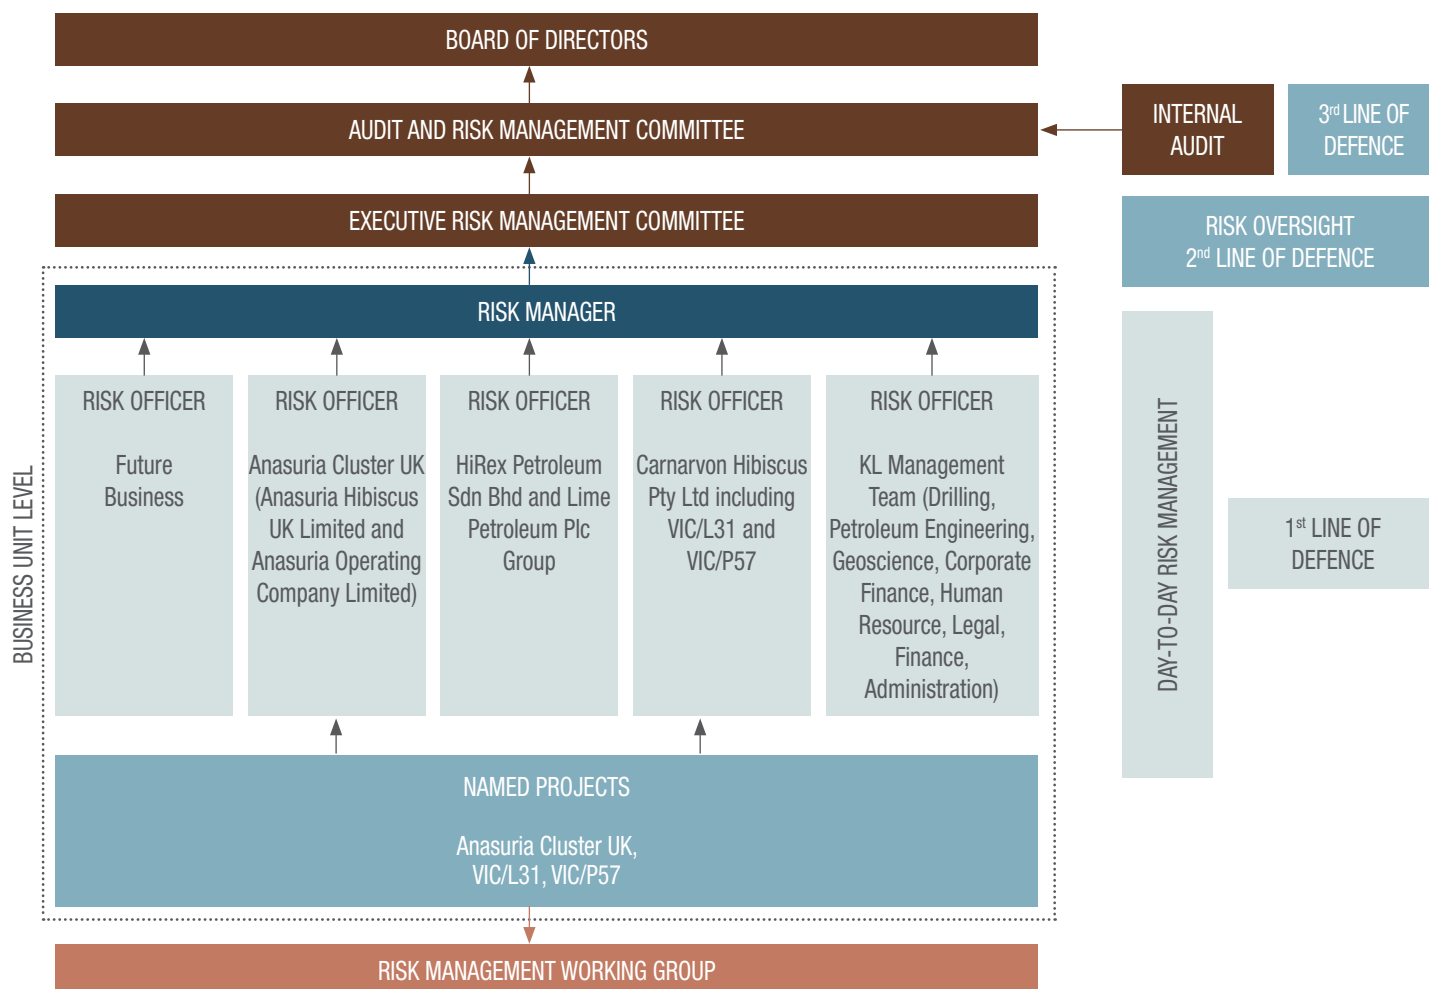 BOARD OF DIRECTORS
AUDIT AND RISK MANAGEMENT COMMITTEE
INTERNAL
AUDIT
3rd LINE OF
DEFENCE
EXECUTIVE RISK MANAGEMENT COMMITTEE
RISK OVERSIGHT
2nd LINE OF DEFENCE
BUSINESS UNIT LEVEL
RISK MANAGER
RISK OFFICER
Future
Business
RISK OFFICER
Anasuria Cluster UK
(Anasuria Hibiscus
UK Limited and
Anasuria Operating
Company Limited)
RISK OFFICER
HiRex Petroleum
Sdn Bhd and Lime
Petroleum Plc
Group
RISK OFFICER
Carnarvon Hibiscus
Pty Ltd including
VIC/L31 and
VIC/P57
RISK OFFICER
KL Management
Team (Drilling,
Petroleum Engineering,
Geoscience, Corporate
Finance, Human
Resource, Legal,
Finance,
Administration)
DAY-TO-DAY RISK MANAGEMENT
1st LINE OF
DEFENCE
NAMED PROJECTS
Anasuria Cluster UK,
VIC/L31, VIC/P57
RISK MANAGEMENT WORKING GROUP